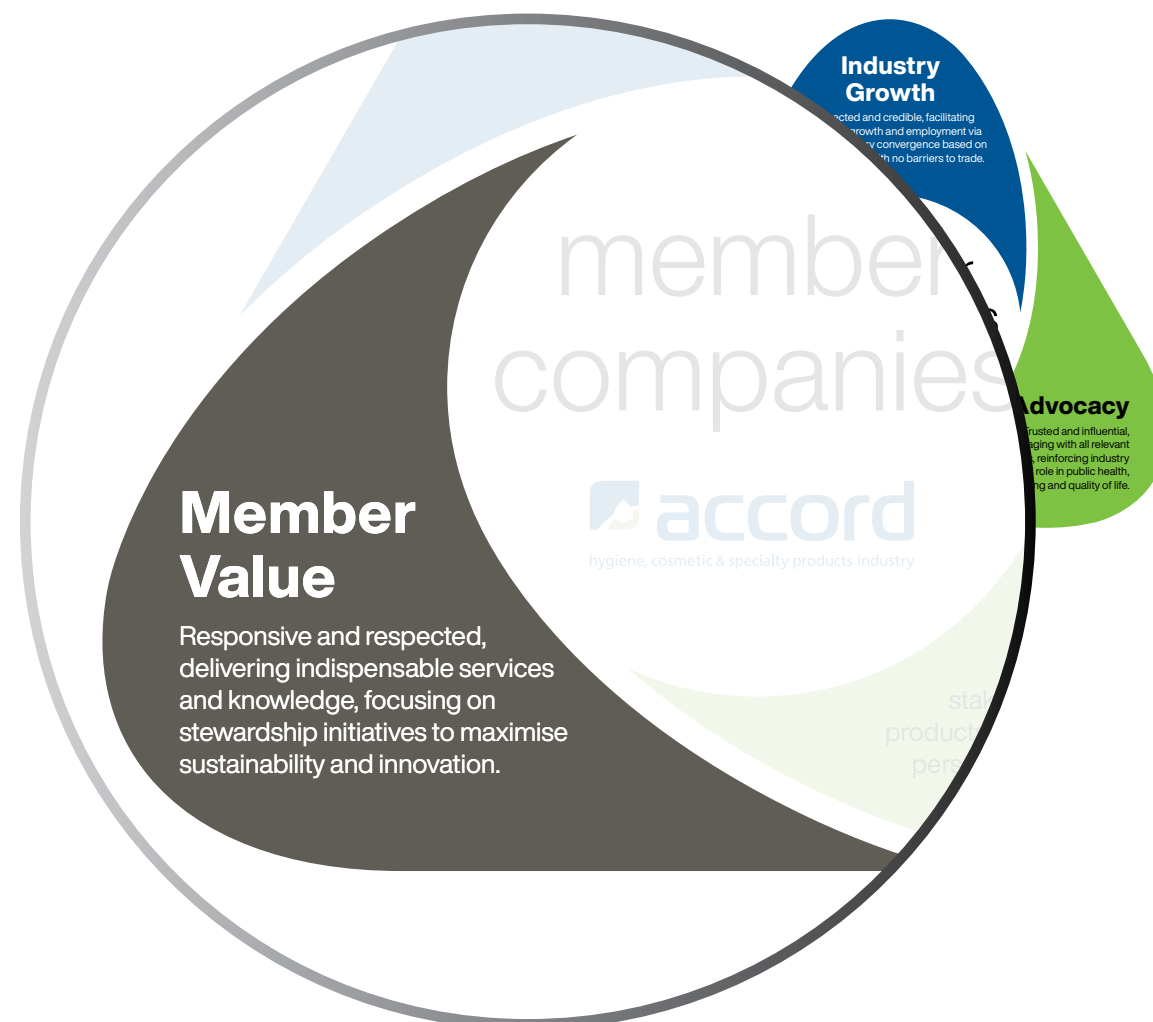 Industry
Growth
and credible, facilitating
growth and employment via
convergence based on
no barriers to trade.
member
companies
Advocacy
Trusted and influential,
with all relevant
reinforcing industry
role in public health,
and quality of life.
accord
hygiene, cosmetic & specialty products industry
Member
Value
Responsive and respected,
delivering indispensable services
and knowledge, focusing on
stewardship initiatives to maximise
sustainability and innovation.